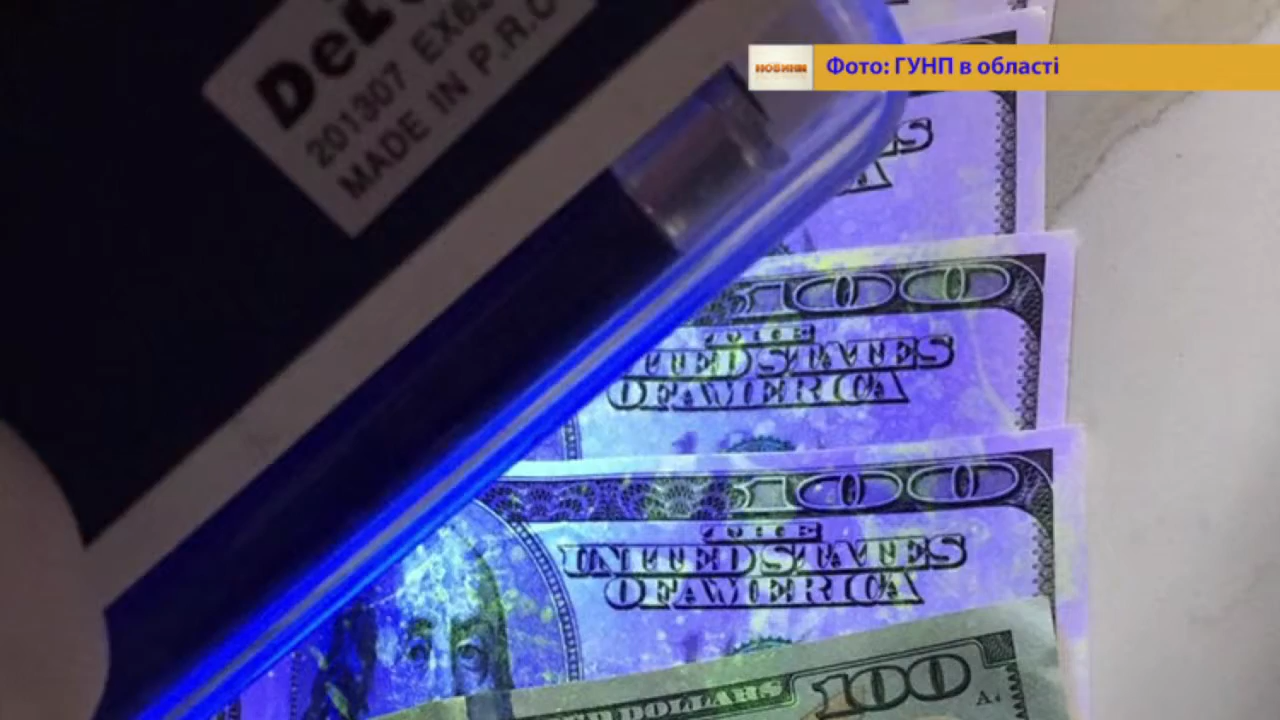 НОВИНИ
Фото: ГУНП в області
201307
MADE IN P.R.C
100
THE
UNITED STATES
OF AMERICA
100
THE
UNITED STATES
OF AMERICA
100